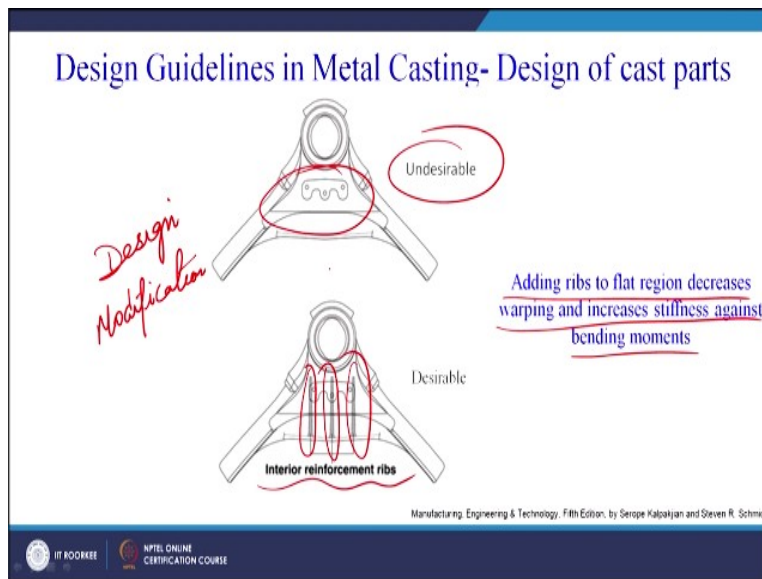 Design Guidelines in Metal Casting- Design of cast parts
Undesirable
Design
Modification
Adding ribs to flat region decreases
warping and increases stiffness against
bending moments
Desirable
Interior reinforcement ribs
Manufacturing, Engineering & Technology, Fifth Edition, by Serope Kalpakjian and Steven R. Schmi
IIT ROORKEE
NPTEL ONLINE
CERTIFICATION COURSE